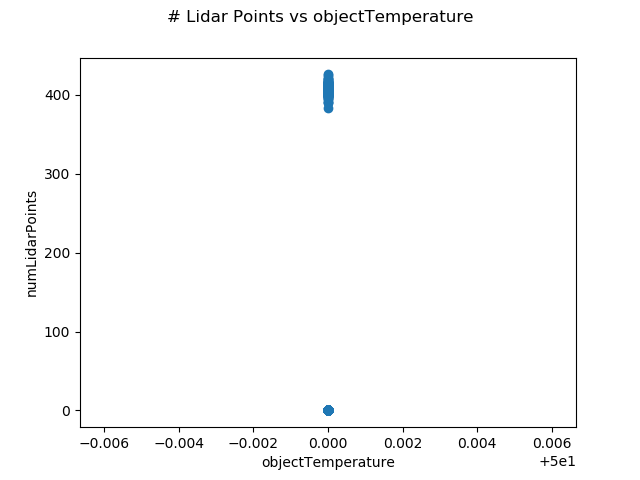 # Lidar Points vs objectTemperature
numLidarPoints
400
300
200
100
0
−0.006 −0.004 −0.002 0.000 0.002 0.004 0.006
objectTemperature
+5e1